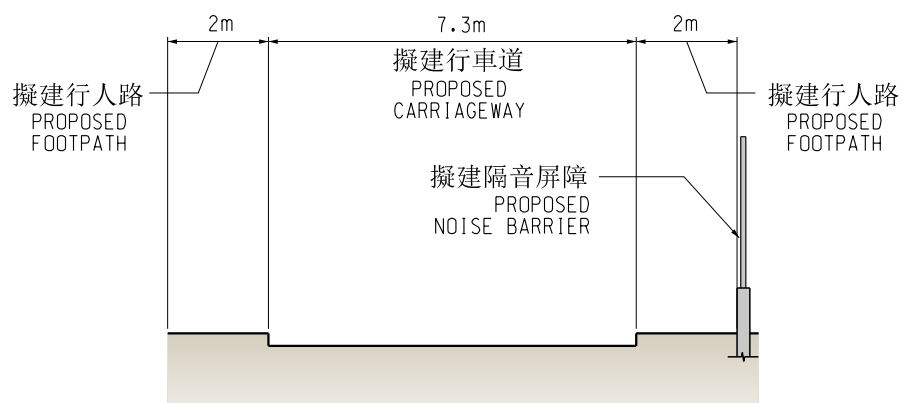 2m
7.3m
2m
擬建行車道
PROPOSED
CARRIAGEWAY
擬建行人路
PROPOSED
FOOTPATH
擬建行人路
PROPOSED
FOOTPATH
擬建隔音屏障
PROPOSED
NOISE BARRIER